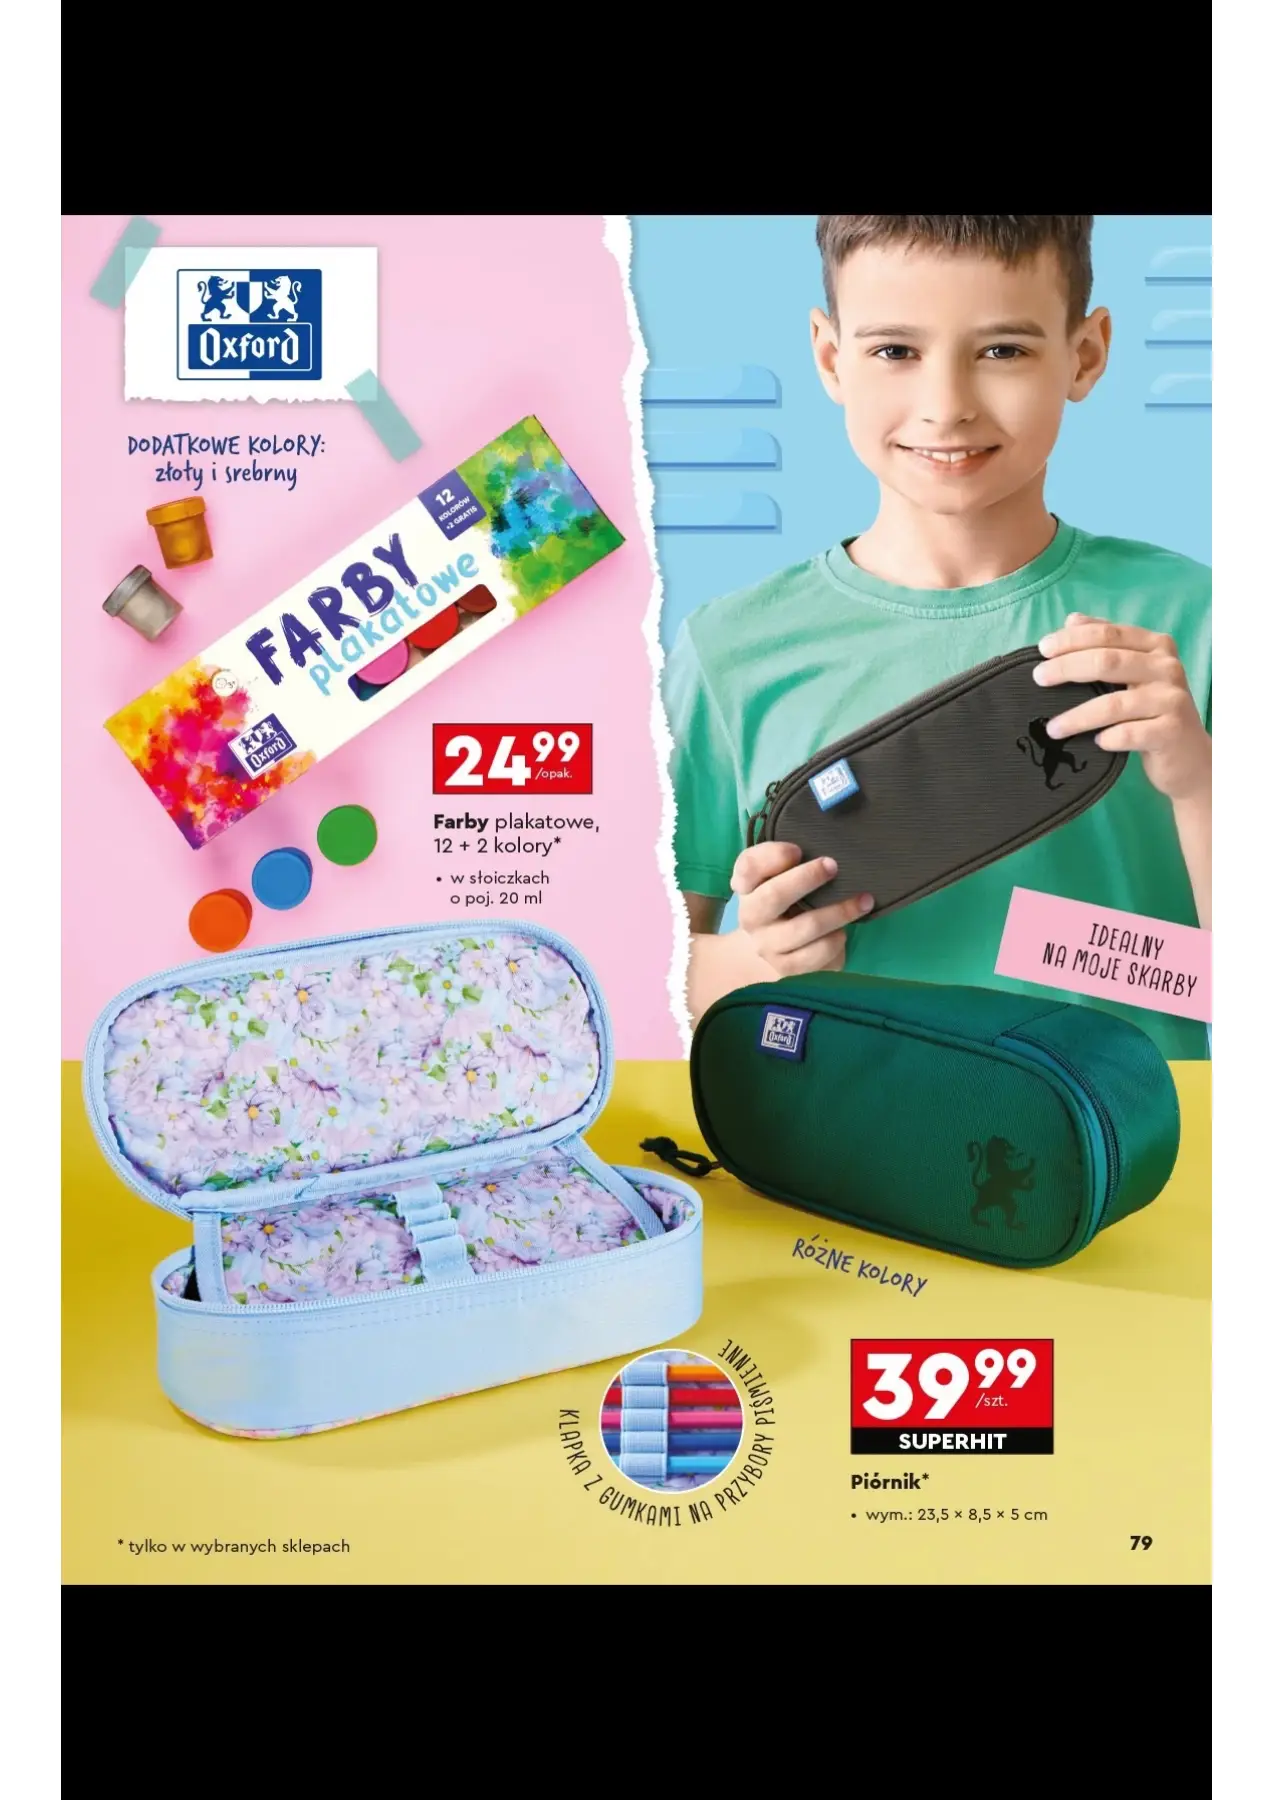 Oxford
DODATKOWE KOLORY:
złoty i srebrny
12
KOLORÓW
+2 GRATIS
FARBY
plakatowe
3+
Oxford
24 99
/opak.
Farby plakatowe,
12 + 2 kolory*
• w słoiczkach
o poj. 20 ml
IDEALNY
NA MOJE SKARBY
Oxford
RÓŻNE KOLORY
KLAPKA Z GUMKAMI NA PRZYBORY PIŚMIENNE
39 99
/szt.
SUPERHIT
Piórnik*
• wym.: 23,5 × 8,5 × 5 cm
* tylko w wybranych sklepach
79